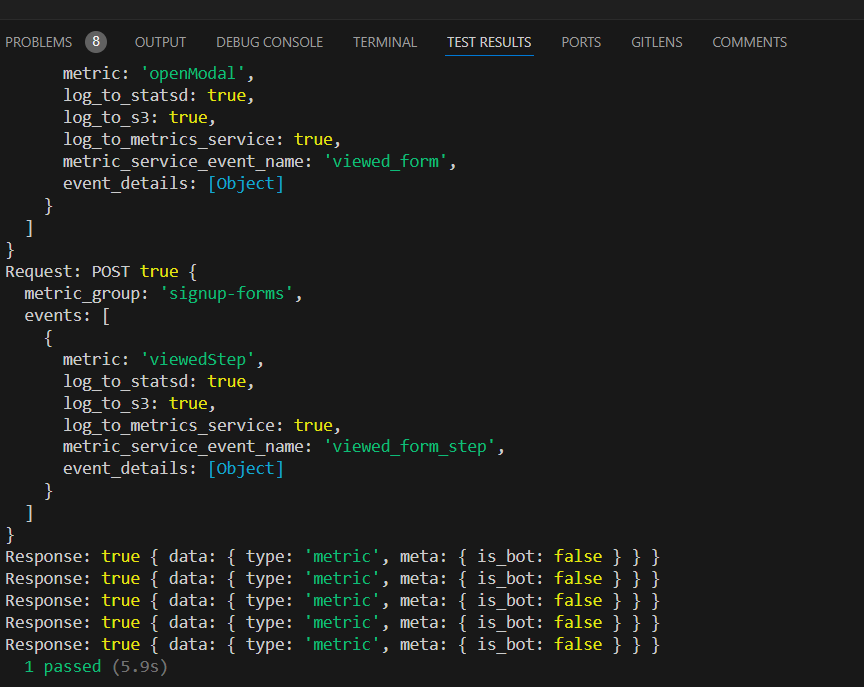 PROBLEMS 8 OUTPUT DEBUG CONSOLE TERMINAL TEST RESULTS PORTS GITLENS COMMENTS
      metric: 'openModal',
      log_to_statsd: true,
      log_to_s3: true,
      log_to_metrics_service: true,
      metric_service_event_name: 'viewed_form',
      event_details: [Object]
    }
  ]
}
Request: POST true {
  metric_group: 'signup-forms',
  events: [
    {
      metric: 'viewedStep',
      log_to_statsd: true,
      log_to_s3: true,
      log_to_metrics_service: true,
      metric_service_event_name: 'viewed_form_step',
      event_details: [Object]
    }
  ]
}
Response: true { data: { type: 'metric', meta: { is_bot: false } } }
Response: true { data: { type: 'metric', meta: { is_bot: false } } }
Response: true { data: { type: 'metric', meta: { is_bot: false } } }
Response: true { data: { type: 'metric', meta: { is_bot: false } } }
Response: true { data: { type: 'metric', meta: { is_bot: false } } }
  1 passed (5.9s)